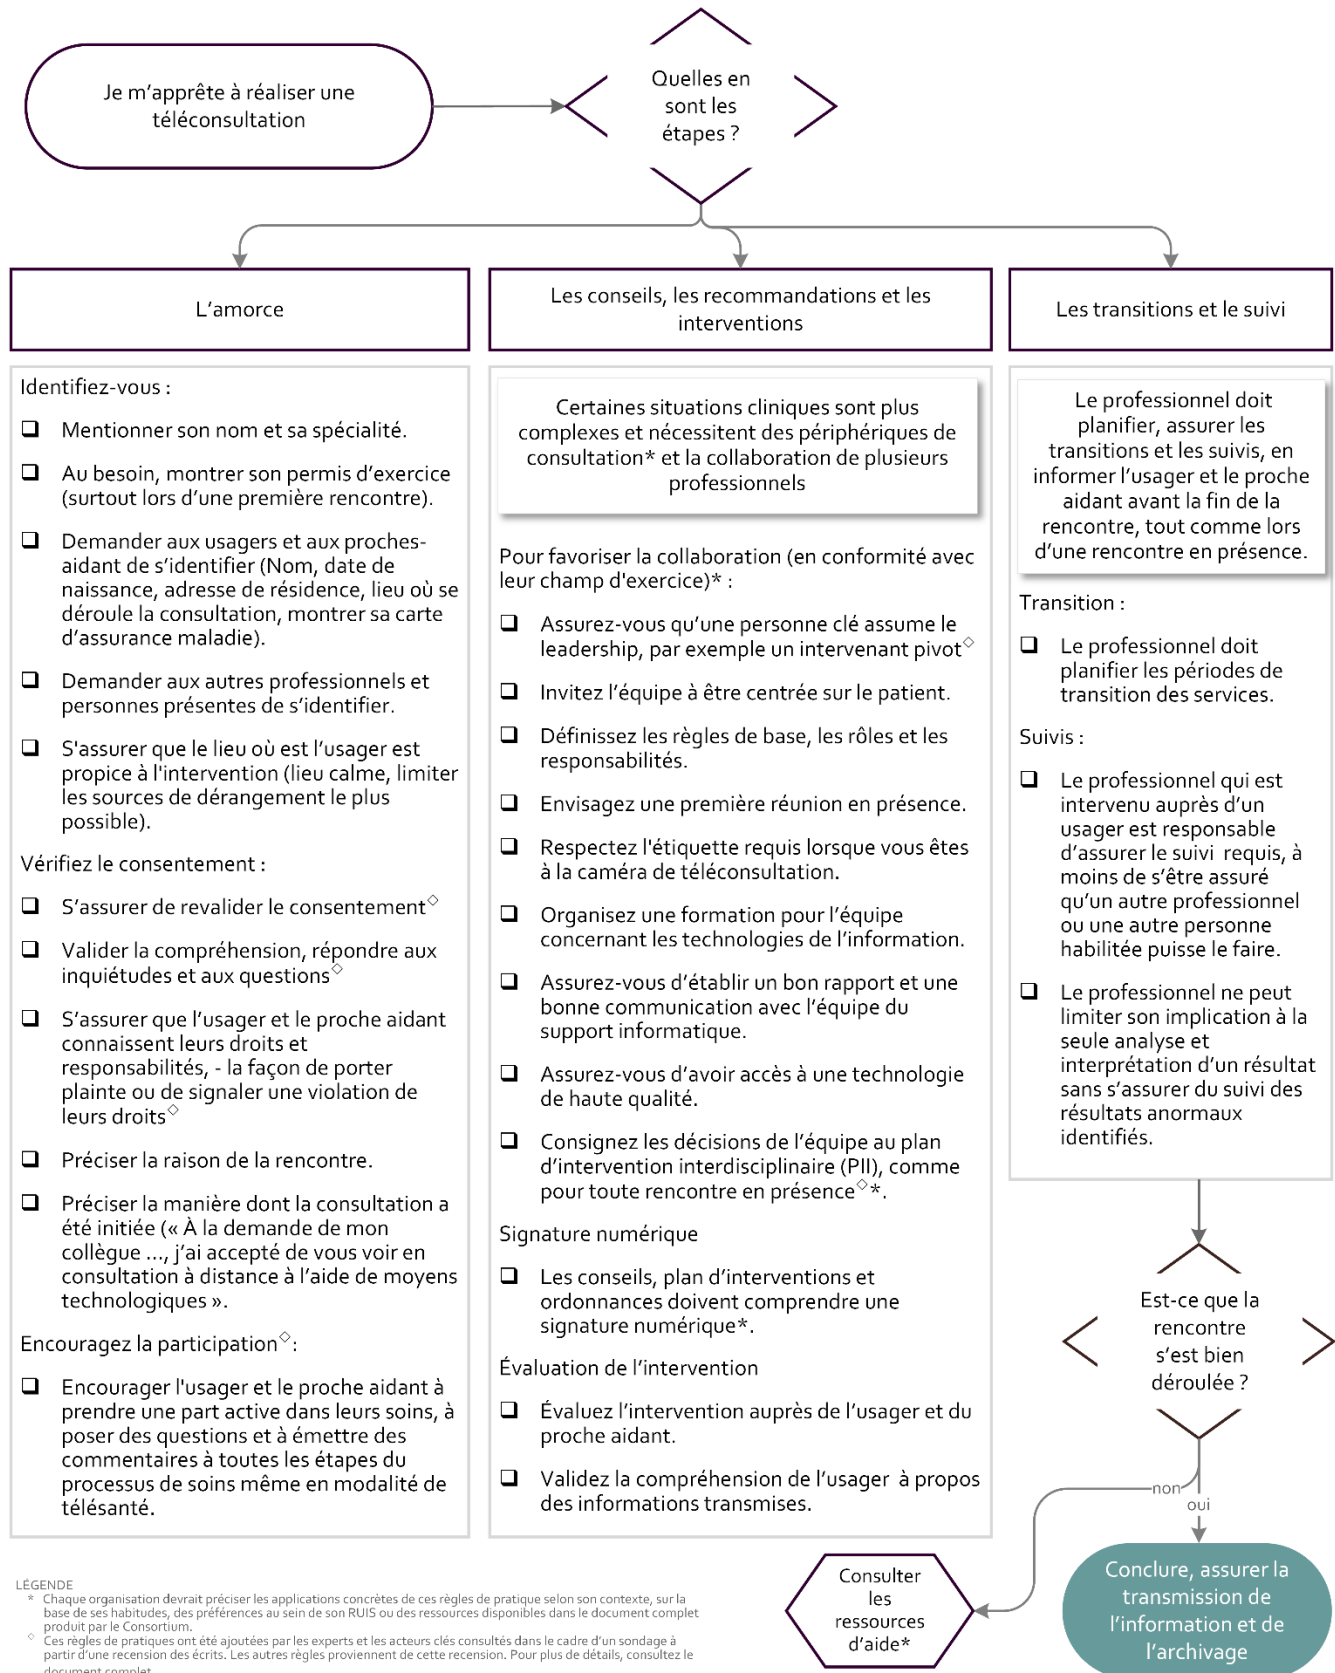 Je m’apprête à réaliser une
téléconsultation
Quelles en
sont les
étapes ?
L’amorce
Les conseils, les recommandations et les
interventions
Les transitions et le suivi
Identifiez-vous :
❑ Mentionner son nom et sa spécialité.
❑ Au besoin, montrer son permis d’exercice
(surtout lors d’une première rencontre).
❑ Demander aux usagers et aux proches-
aidant de s’identifier (Nom, date de
naissance, adresse de résidence, lieu où se
déroule la consultation, montrer sa carte
d’assurance maladie).
❑ Demander aux autres professionnels et
personnes présentes de s’identifier.
❑ S'assurer que le lieu où est l’usager est
propice à l'intervention (lieu calme, limiter
les sources de dérangement le plus
possible).
Vérifiez le consentement :
❑ S’assurer de revalider le consentement◇
❑ Valider la compréhension, répondre aux
inquiétudes et aux questions◇
❑ S’assurer que l’usager et le proche aidant
connaissent leurs droits et
responsabilités, - la façon de porter
plainte ou de signaler une violation de
leurs droits◇
❑ Préciser la raison de la rencontre.
❑ Préciser la manière dont la consultation a
été initiée (« À la demande de mon
collègue ..., j’ai accepté de vous voir en
consultation à distance à l’aide de moyens
technologiques ».
Encouragez la participation◇:
❑ Encourager l'usager et le proche aidant à
prendre une part active dans leurs soins, à
poser des questions et à émettre des
commentaires à toutes les étapes du
processus de soins même en modalité de
télésanté.
Certaines situations cliniques sont plus
complexes et nécessitent des périphériques de
consultation* et la collaboration de plusieurs
professionnels
Pour favoriser la collaboration (en conformité avec
leur champ d'exercice)* :
❑ Assurez-vous qu’une personne clé assume le
leadership, par exemple un intervenant pivot◇
❑ Invitez l’équipe à être centrée sur le patient.
❑ Définissez les règles de base, les rôles et les
responsabilités.
❑ Envisagez une première réunion en présence.
❑ Respectez l'étiquette requis lorsque vous êtes
à la caméra de téléconsultation.
❑ Organisez une formation pour l’équipe
concernant les technologies de l’information.
❑ Assurez-vous d’établir un bon rapport et une
bonne communication avec l’équipe du
support informatique.
❑ Assurez-vous d’avoir accès à une technologie
de haute qualité.
❑ Consignez les décisions de l’équipe au plan
d’intervention interdisciplinaire (PII), comme
pour toute rencontre en présence◇*.
Signature numérique
❑ Les conseils, plan d’interventions et
ordonnances doivent comprendre une
signature numérique*.
Évaluation de l’intervention
❑ Évaluez l’intervention auprès de l’usager et du
proche aidant.
❑ Validez la compréhension de l’usager à propos
des informations transmises.
Le professionnel doit
planifier, assurer les
transitions et les suivis, en
informer l’usager et le proche
aidant avant la fin de la
rencontre, tout comme lors
d’une rencontre en présence.
Transition :
❑ Le professionnel doit
planifier les périodes de
transition des services.
Suivis :
❑ Le professionnel qui est
intervenu auprès d’un
usager est responsable
d’assurer le suivi requis, à
moins de s’être assuré
qu’un autre professionnel
ou une autre personne
habilitée puisse le faire.
❑ Le professionnel ne peut
limiter son implication à la
seule analyse et
interprétation d’un résultat
sans s’assurer du suivi des
résultats anormaux
identifiés.
Est-ce que la
rencontre
s’est bien
déroulée ?
non
oui
Consulter
les
ressources
d’aide*
Conclure, assurer la
transmission de
l’information et de
l’archivage
LÉGENDE
* Chaque organisation devrait préciser les applications concrètes de ces règles de pratique selon son contexte, sur la
base de ses habitudes, des préférences au sein de son RUIS ou des ressources disponibles dans le document complet
produit par le Consortium.
◇ Ces règles de pratiques ont été ajoutées par les experts et les acteurs clés consultés dans le cadre d’un sondage à
partir d’une recension des écrits. Les autres règles proviennent de cette recension. Pour plus de détails, consultez le
document complet